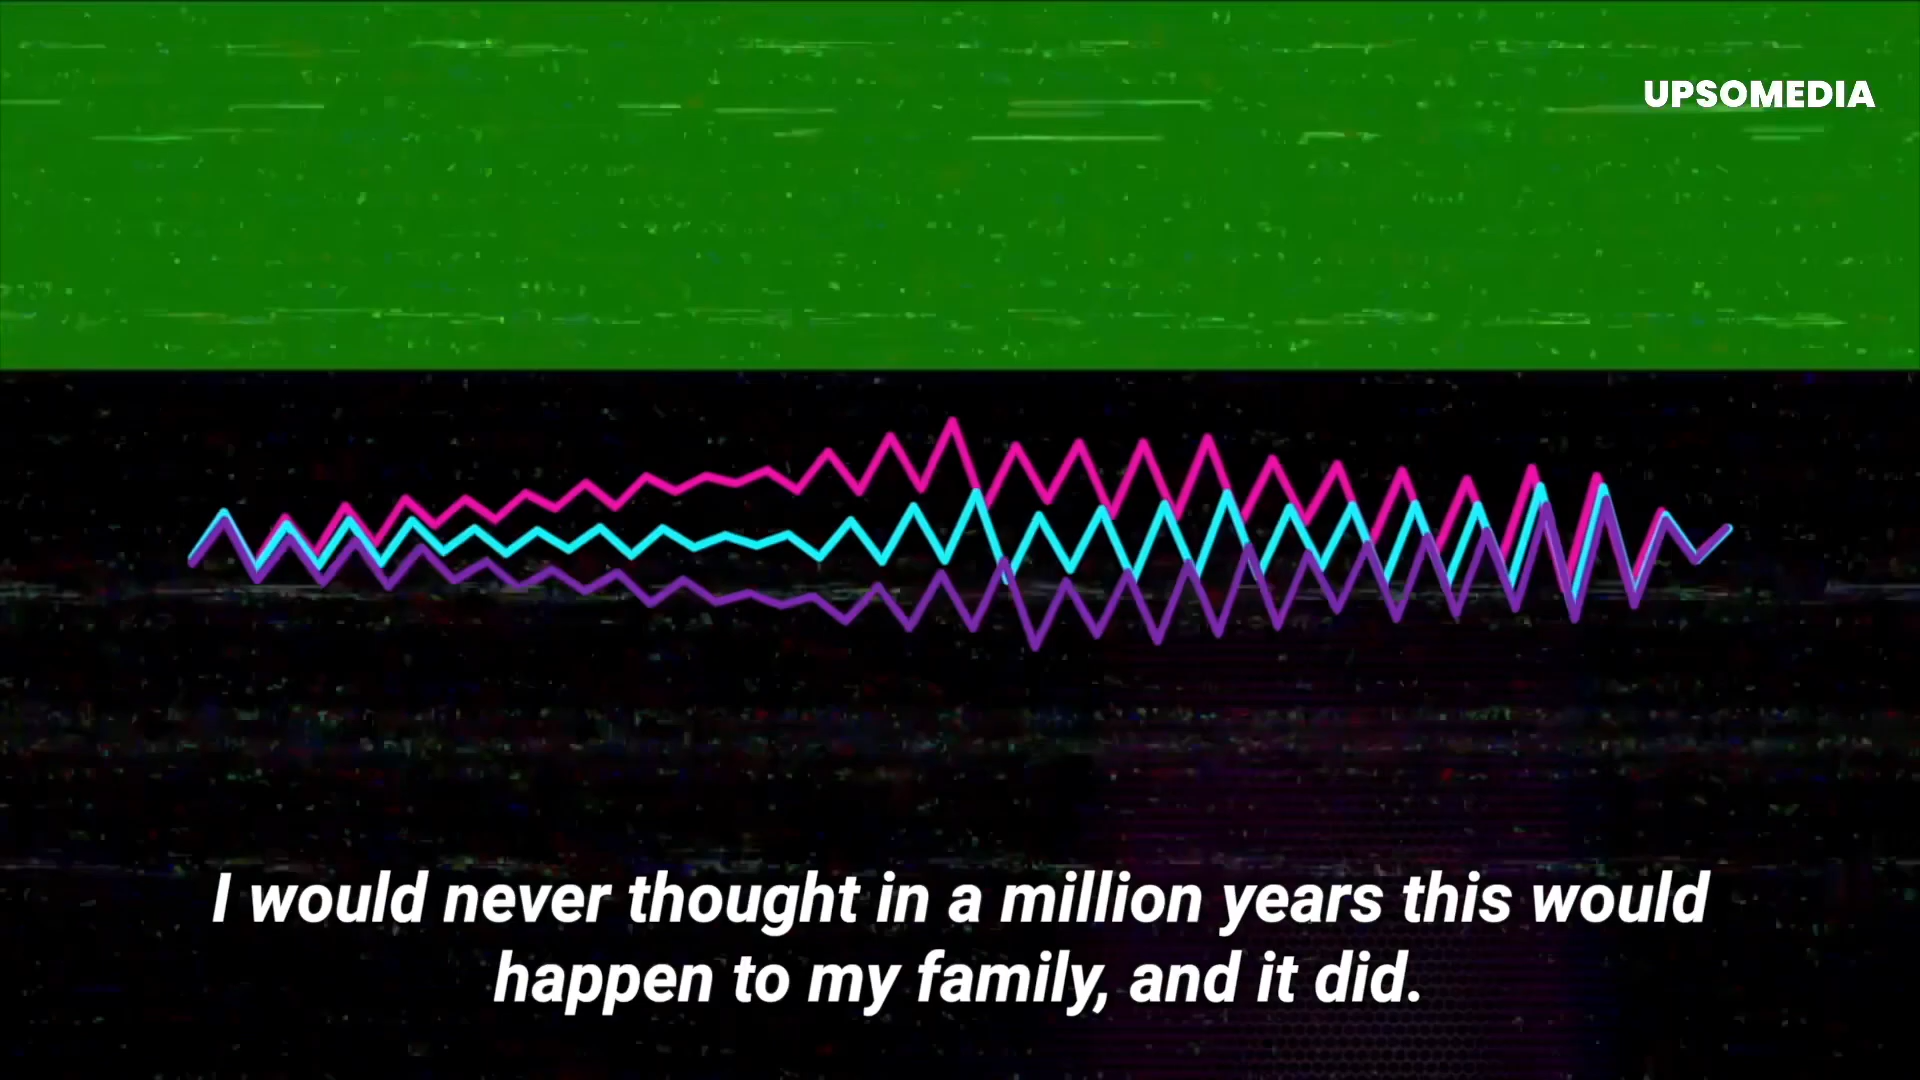 UPSOMEDIA
I would never thought in a million years this would
happen to my family, and it did.